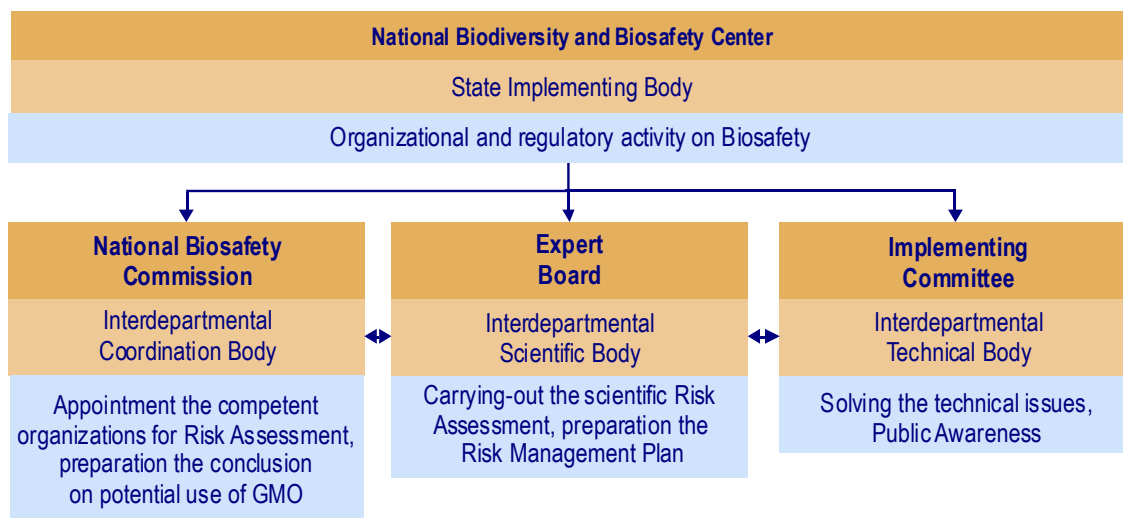 National Biodiversity and Biosafety Center
State Implementing Body
Organizational and regulatory activity on Biosafety
National Biosafety
Commission
Interdepartmental
Coordination Body
Appointment the competent
organizations for Risk Assessment,
preparation the conclusion
on potential use of GMO
Expert
Board
Interdepartmental
Scientific Body
Carrying-out the scientific Risk
Assessment, preparation the
Risk Management Plan
Implementing
Committee
Interdepartmental
Technical Body
Solving the technical issues,
Public Awareness